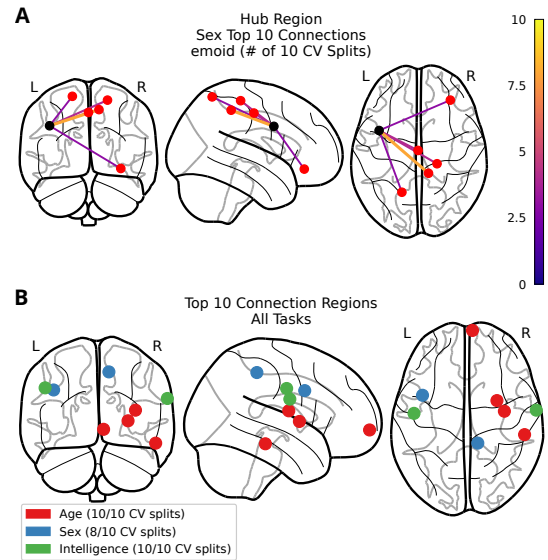 A
Hub Region
Sex Top 10 Connections
emoid (# of 10 CV Splits)
L
R
L
R
10
7.5
5
2.5
0
B
Top 10 Connection Regions
All Tasks
L
R
L
R
Age (10/10 CV splits)
Sex (8/10 CV splits)
Intelligence (10/10 CV splits)